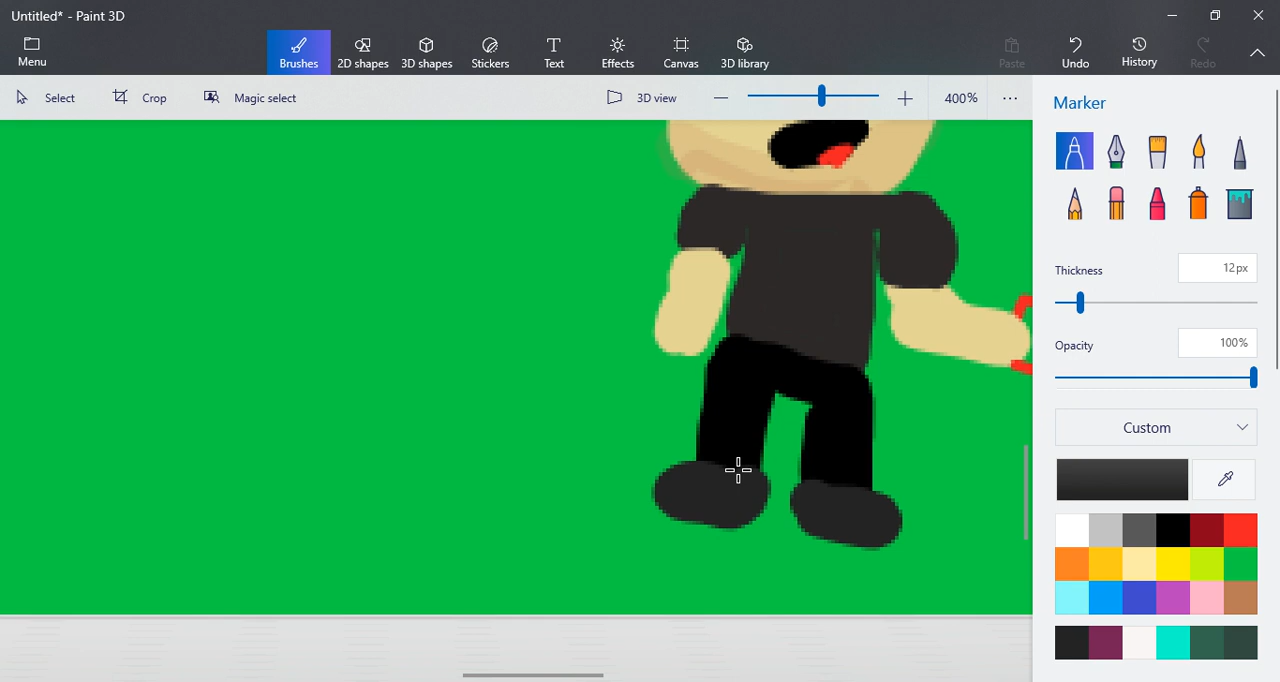 Untitled* - Paint 3D
Menu
Brushes
2D shapes
3D shapes
Stickers
Text
Effects
Canvas
3D library
Paste
Undo
History
Redo
Select
Crop
Magic select
3D view
400%
Marker
Thickness
12px
Opacity
100%
Custom